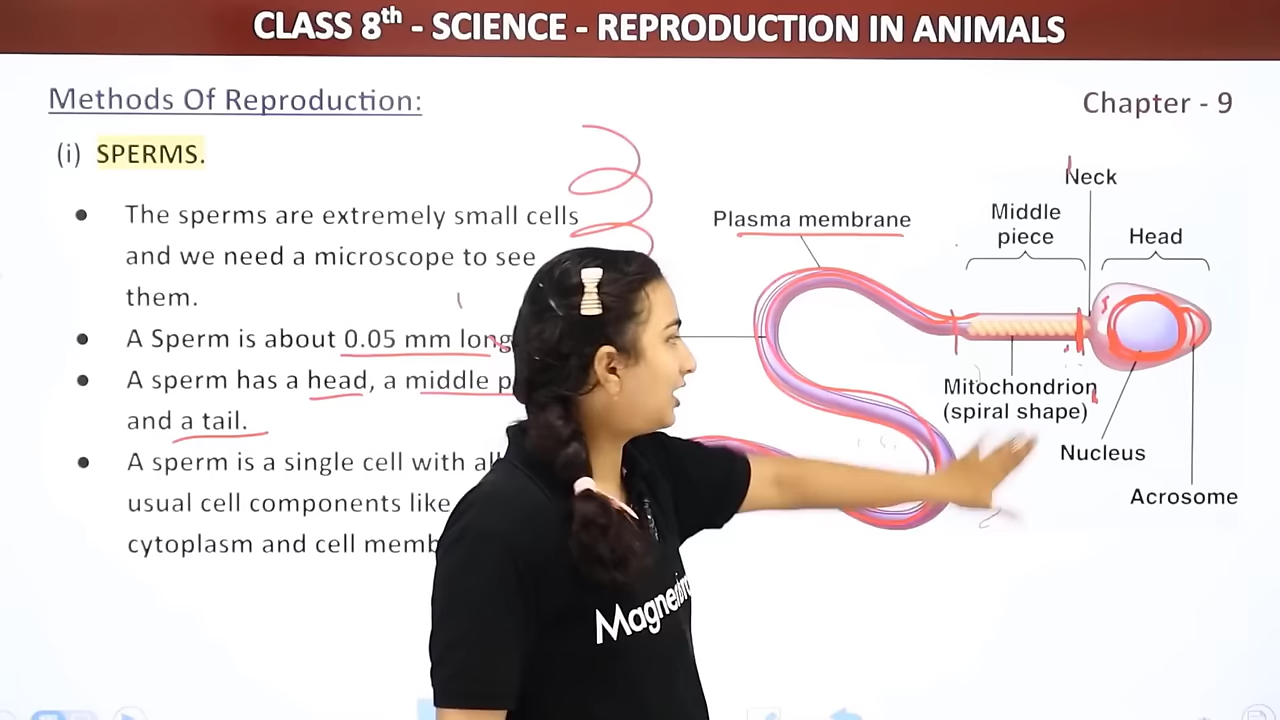 CLASS 8th - SCIENCE - REPRODUCTION IN ANIMALS
Methods Of Reproduction:
Chapter - 9
(i) SPERMS.
● The sperms are extremely small cells
and we need a microscope to see
them.
● A Sperm is about 0.05 mm long
● A sperm has a head, a middle
and a tail.
● A sperm is a single cell with
usual cell components like
cytoplasm and cell
Plasma membrane
Neck
Middle
piece
Head
Mitochondrion
(spiral shape)
Nucleus
Acrosome